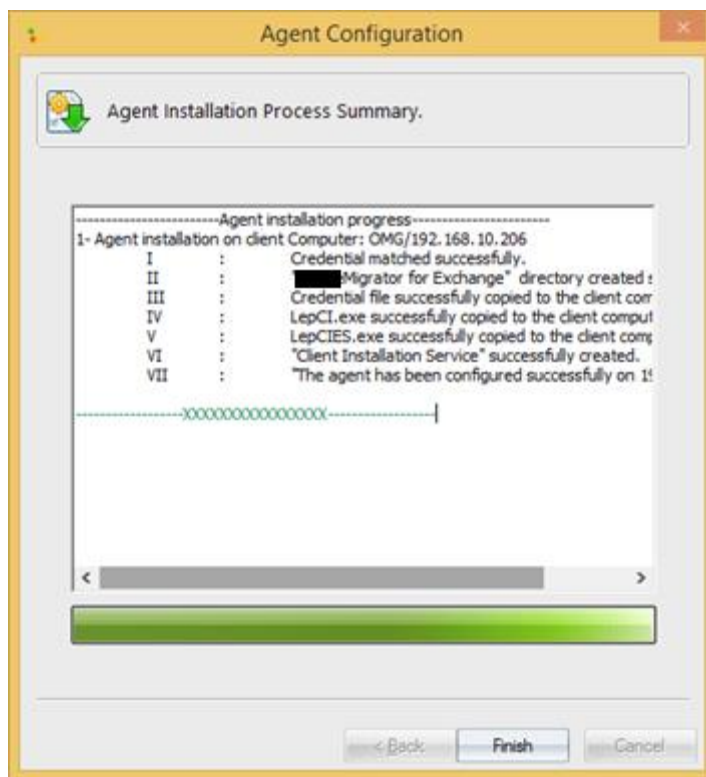 Agent Configuration
Agent Installation Process Summary.
------------------------Agent installation progress-----------------------
1- Agent installation on client Computer: OMG/192.168.10.206
I : Credential matched successfully.
II : "Migrator for Exchange" directory created s
III : Credential file successfully copied to the client com
IV : LepCI.exe successfully copied to the client comput
V : LepCIES.exe successfully copied to the client comp
VI : "Client Installation Service" successfully created.
VII : "The agent has been configured successfully on 19
------------------XXXXXXXXXXXXXXXX------------------
< Back
Finish
Cancel